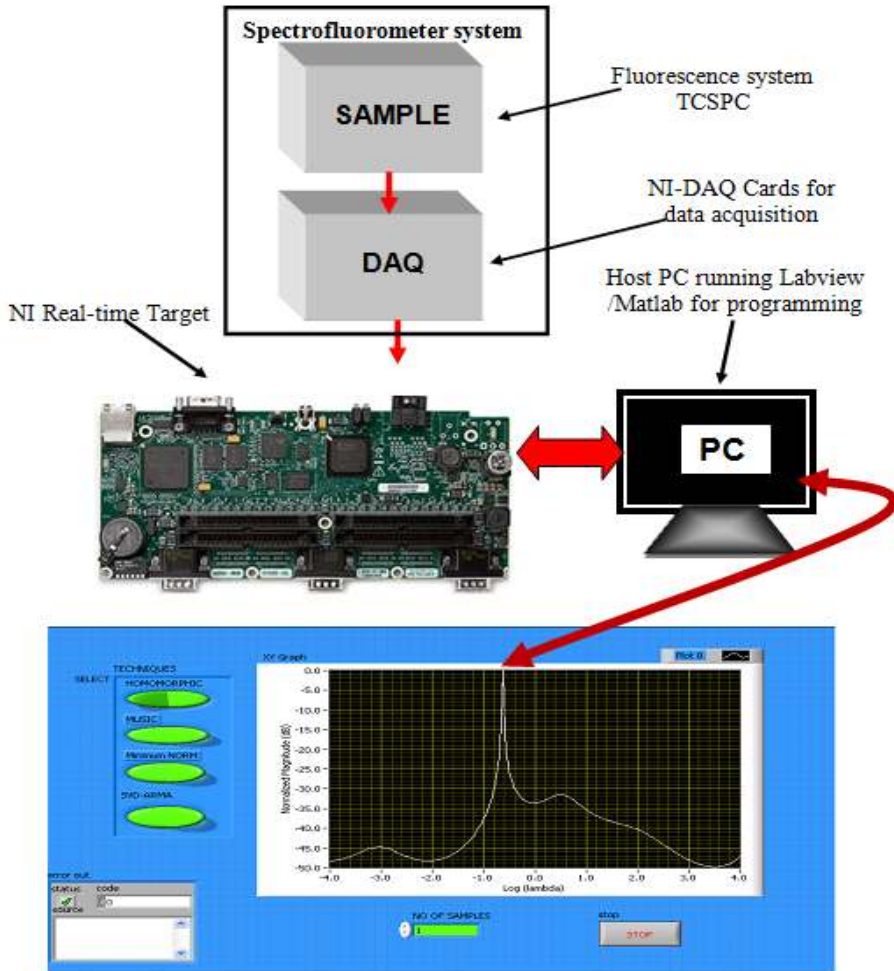 Spectrofluorometer system
SAMPLE
Fluorescence system
TCSPC
DAQ
NI-DAQ Cards for
data acquisition
Host PC running Labview
/Matlab for programming
NI Real-time Target
PC
TECHNIQUES
SELECT
HOMOMORPHIC
MUSIC
Minimum NORM
SVD-ARMA
XY Graph
Plot 0
Normalized Magnitude (dB)
0.0
-5.0
-10.0
-15.0
-20.0
-25.0
-30.0
-35.0
-40.0
-45.0
-50.0
-4.0 -3.0 -2.0 -1.0 0.0 1.0 2.0 3.0 4.0
Log (lambda)
error out
status code
0
source
NO OF SAMPLES
1
stop
STOP